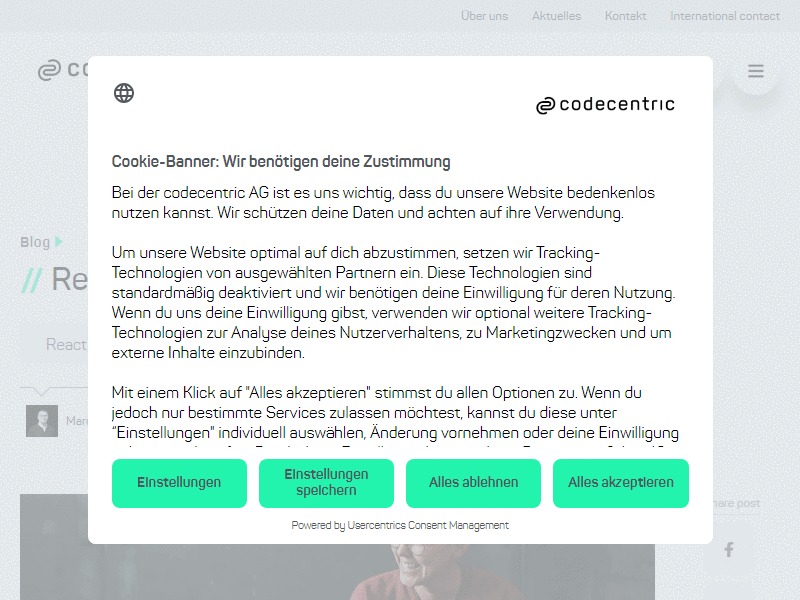 Über uns Aktuelles Kontakt International contact
codecentric
Cookie-Banner: Wir benötigen deine Zustimmung
Bei der codecentric AG ist es uns wichtig, dass du unsere Website bedenkenlos
nutzen kannst. Wir schützen deine Daten und achten auf ihre Verwendung.
Um unsere Website optimal auf dich abzustimmen, setzen wir Tracking-
Technologien von ausgewählten Partnern ein. Diese Technologien sind
standardmäßig deaktiviert und wir benötigen deine Einwilligung für deren Nutzung.
Wenn du uns deine Einwilligung gibst, verwenden wir optional weitere Tracking-
Technologien zur Analyse deines Nutzerverhaltens, zu Marketingzwecken und um
externe Inhalte einzubinden.
Mit einem Klick auf "Alles akzeptieren" stimmst du allen Optionen zu. Wenn du
jedoch nur bestimmte Services zulassen möchtest, kannst du diese unter
"Einstellungen" individuell auswählen, Änderung vornehmen oder deine Einwilligung
Einstellungen
Einstellungen
speichern
Alles ablehnen
Alles akzeptieren
Powered by Usercentrics Consent Management
Blog
// Re
React
post